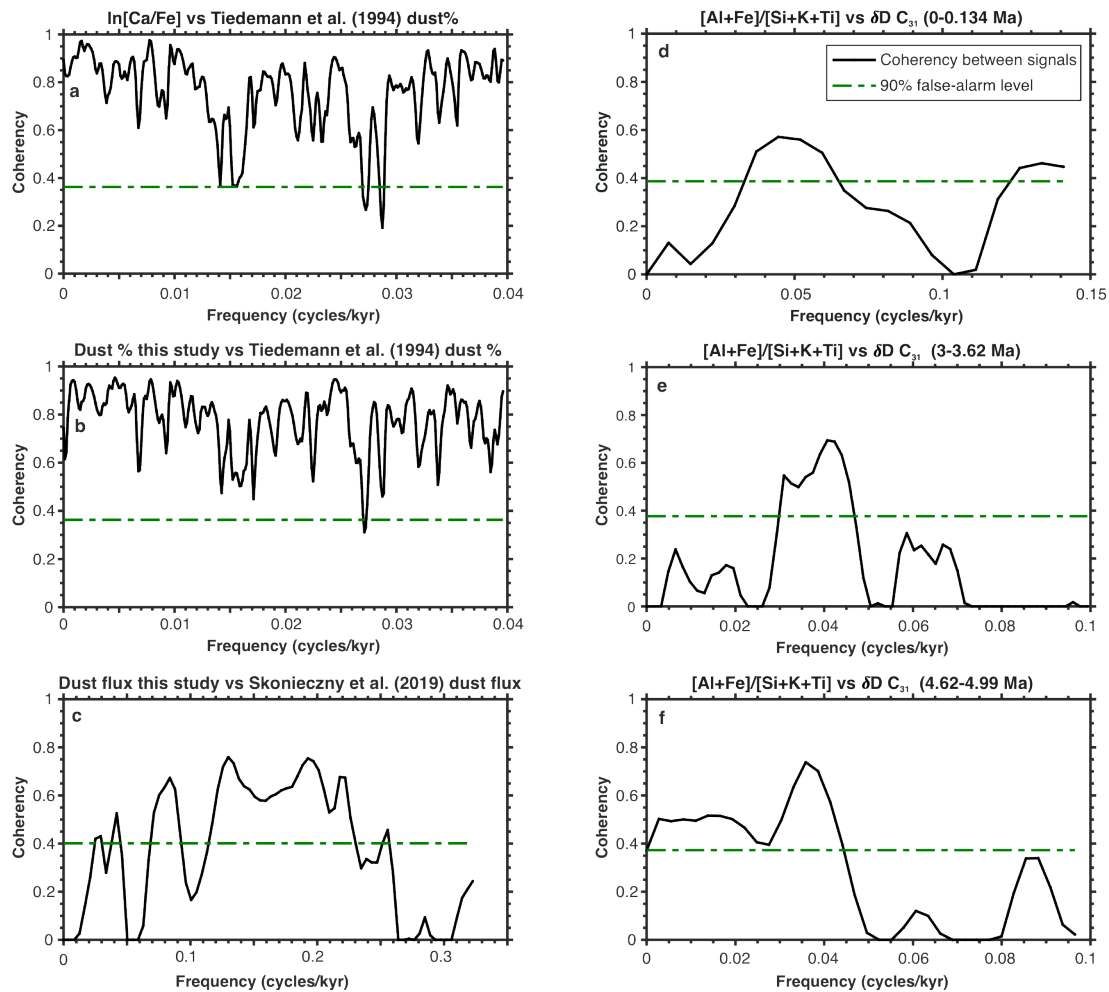 ln[Ca/Fe] vs Tiedemann et al. (1994) dust%
a
Coherency
1
0.8
0.6
0.4
0.2
0
0 0.01 0.02 0.03 0.04
Frequency (cycles/kyr)
Dust % this study vs Tiedemann et al. (1994) dust %
b
Coherency
1
0.8
0.6
0.4
0.2
0
0 0.01 0.02 0.03 0.04
Frequency (cycles/kyr)
Dust flux this study vs Skonieczny et al. (2019) dust flux
c
Coherency
1
0.8
0.6
0.4
0.2
0
0 0.1 0.2 0.3
Frequency (cycles/kyr)
[Al+Fe]/[Si+K+Ti] vs δD C₃₁ (0-0.134 Ma)
d
Coherency between signals
90% false-alarm level
Coherency
1
0.8
0.6
0.4
0.2
0
0 0.05 0.1 0.15
Frequency (cycles/kyr)
[Al+Fe]/[Si+K+Ti] vs δD C₃₁ (3-3.62 Ma)
e
Coherency
1
0.8
0.6
0.4
0.2
0
0 0.02 0.04 0.06 0.08 0.1
Frequency (cycles/kyr)
[Al+Fe]/[Si+K+Ti] vs δD C₃₁ (4.62-4.99 Ma)
f
Coherency
1
0.8
0.6
0.4
0.2
0
0 0.02 0.04 0.06 0.08 0.1
Frequency (cycles/kyr)